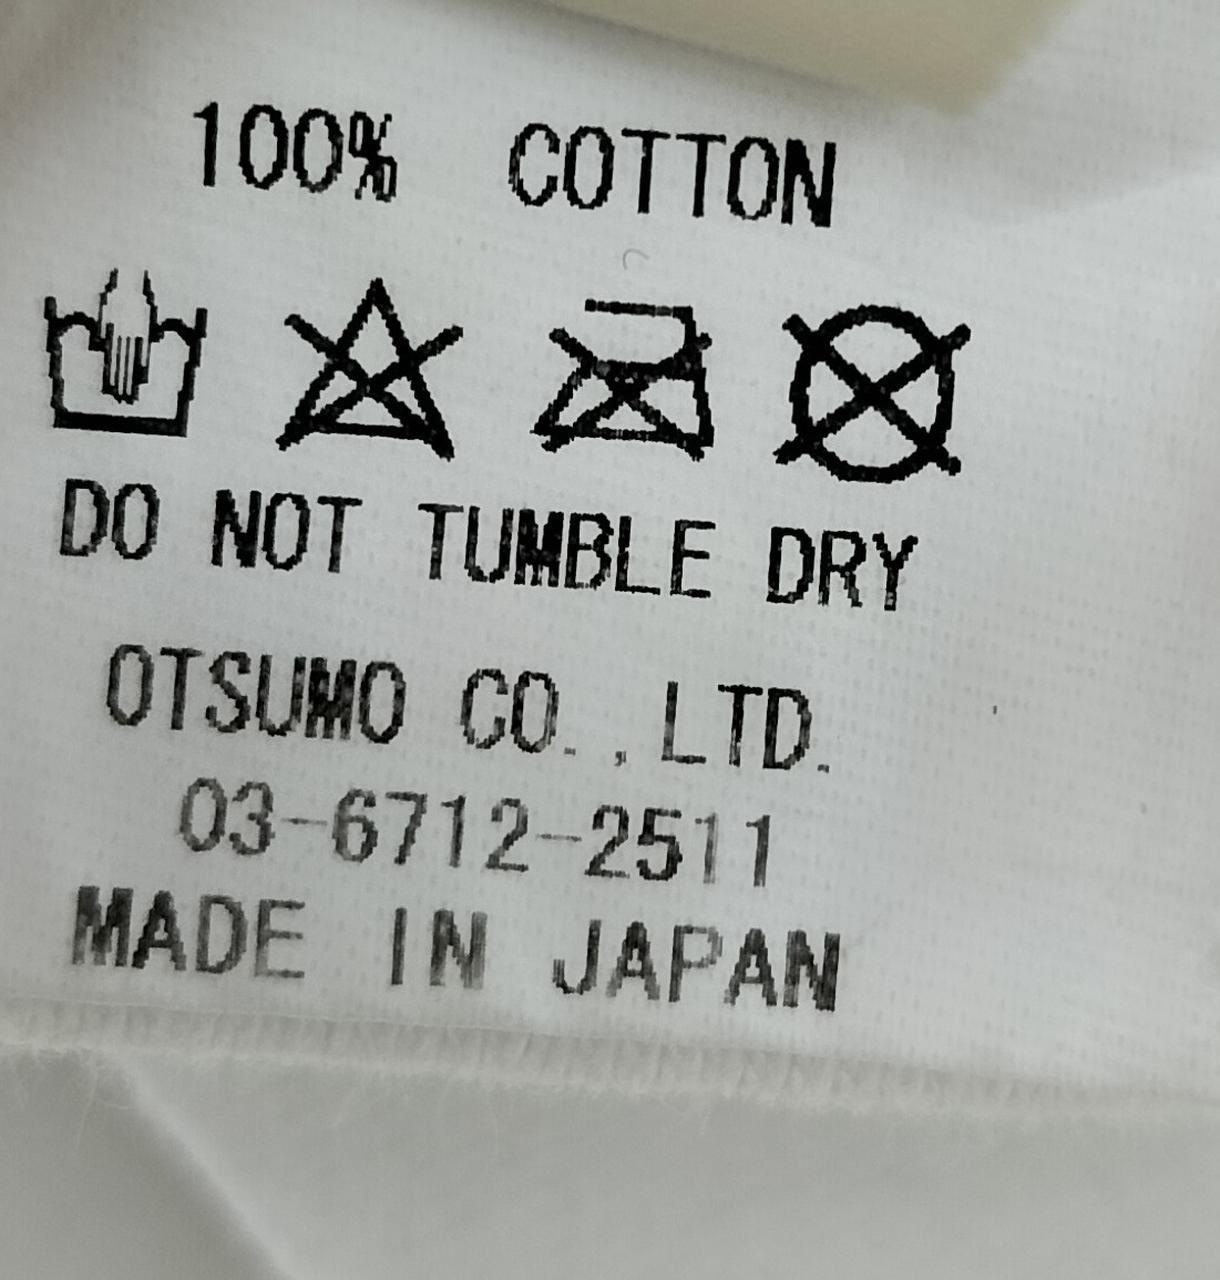 100% COTTON
DO NOT TUMBLE DRY
OTSUMO CO.,LTD.
03-6712-2511
MADE IN JAPAN